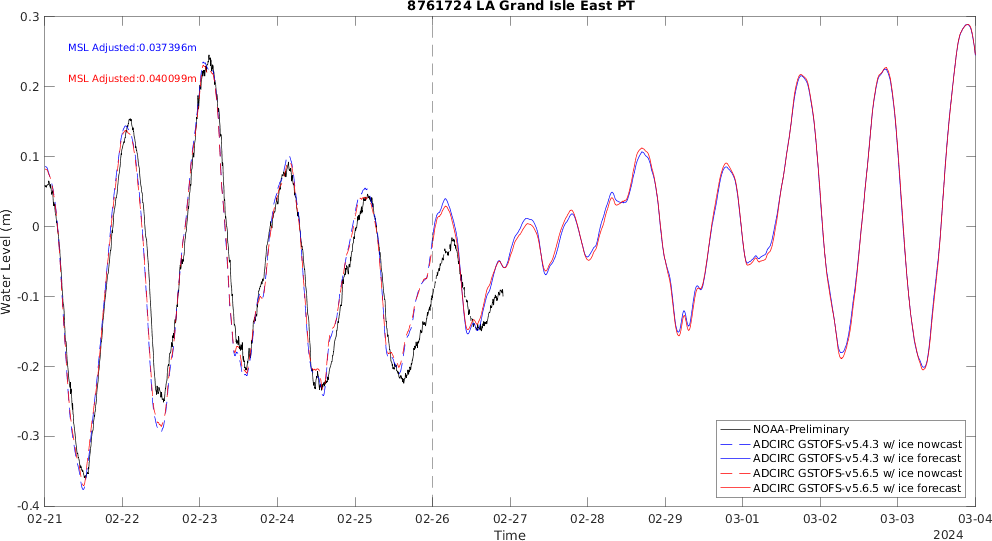 8761724 LA Grand Isle East PT
MSL Adjusted:0.037396m
MSL Adjusted:0.040099m
Water Level (m)
0.3
0.2
0.1
0
-0.1
-0.2
-0.3
-0.4
NOAA-Preliminary
ADCIRC GSTOFS-v5.4.3 w/ ice nowcast
ADCIRC GSTOFS-v5.4.3 w/ ice forecast
ADCIRC GSTOFS-v5.6.5 w/ ice nowcast
ADCIRC GSTOFS-v5.6.5 w/ ice forecast
02-21 02-22 02-23 02-24 02-25 02-26 02-27 02-28 02-29 03-01 03-02 03-03 03-04
Time
2024